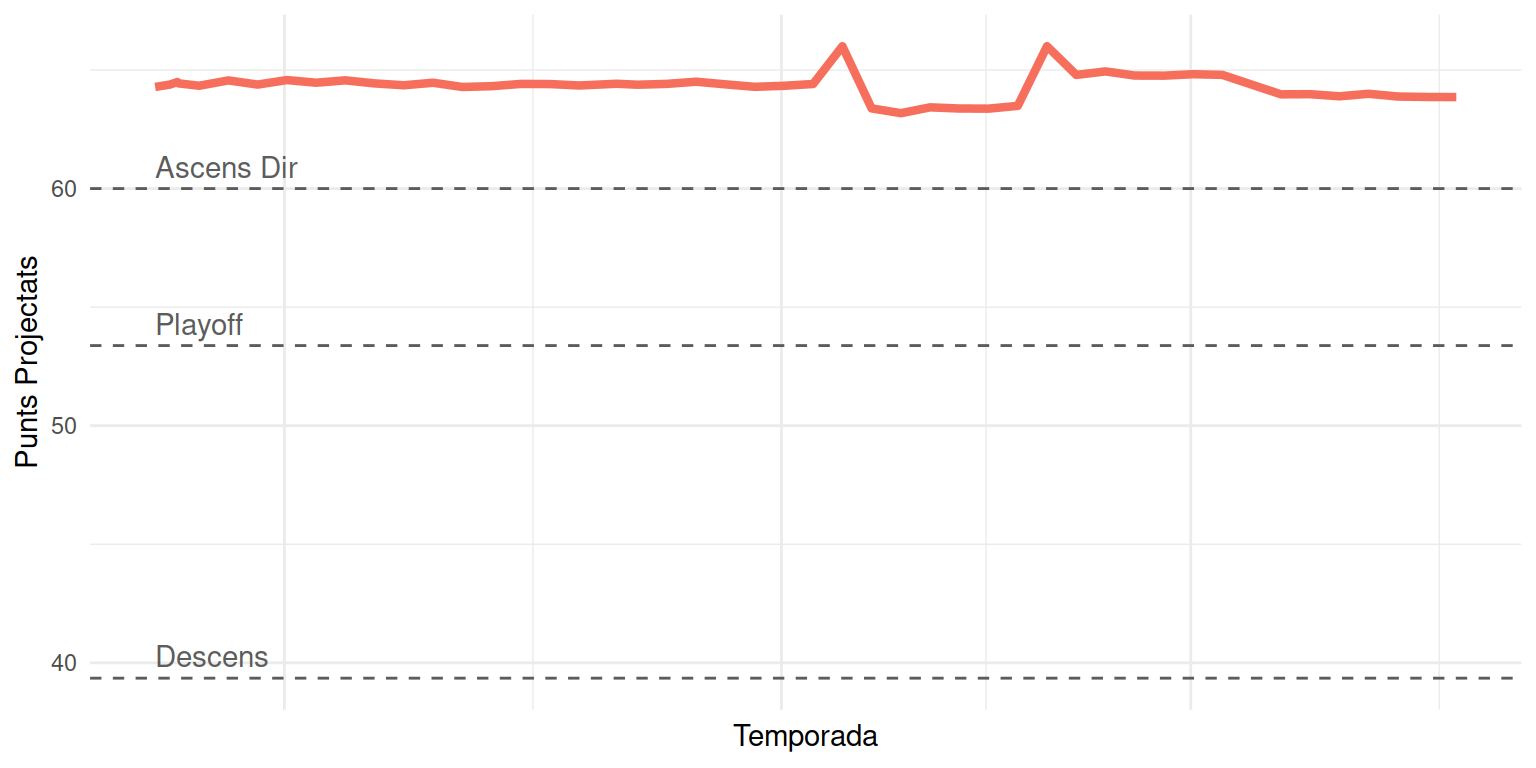 Ascens Dir
60
Playoff
50
Descens
40
Punts Projectats
Temporada